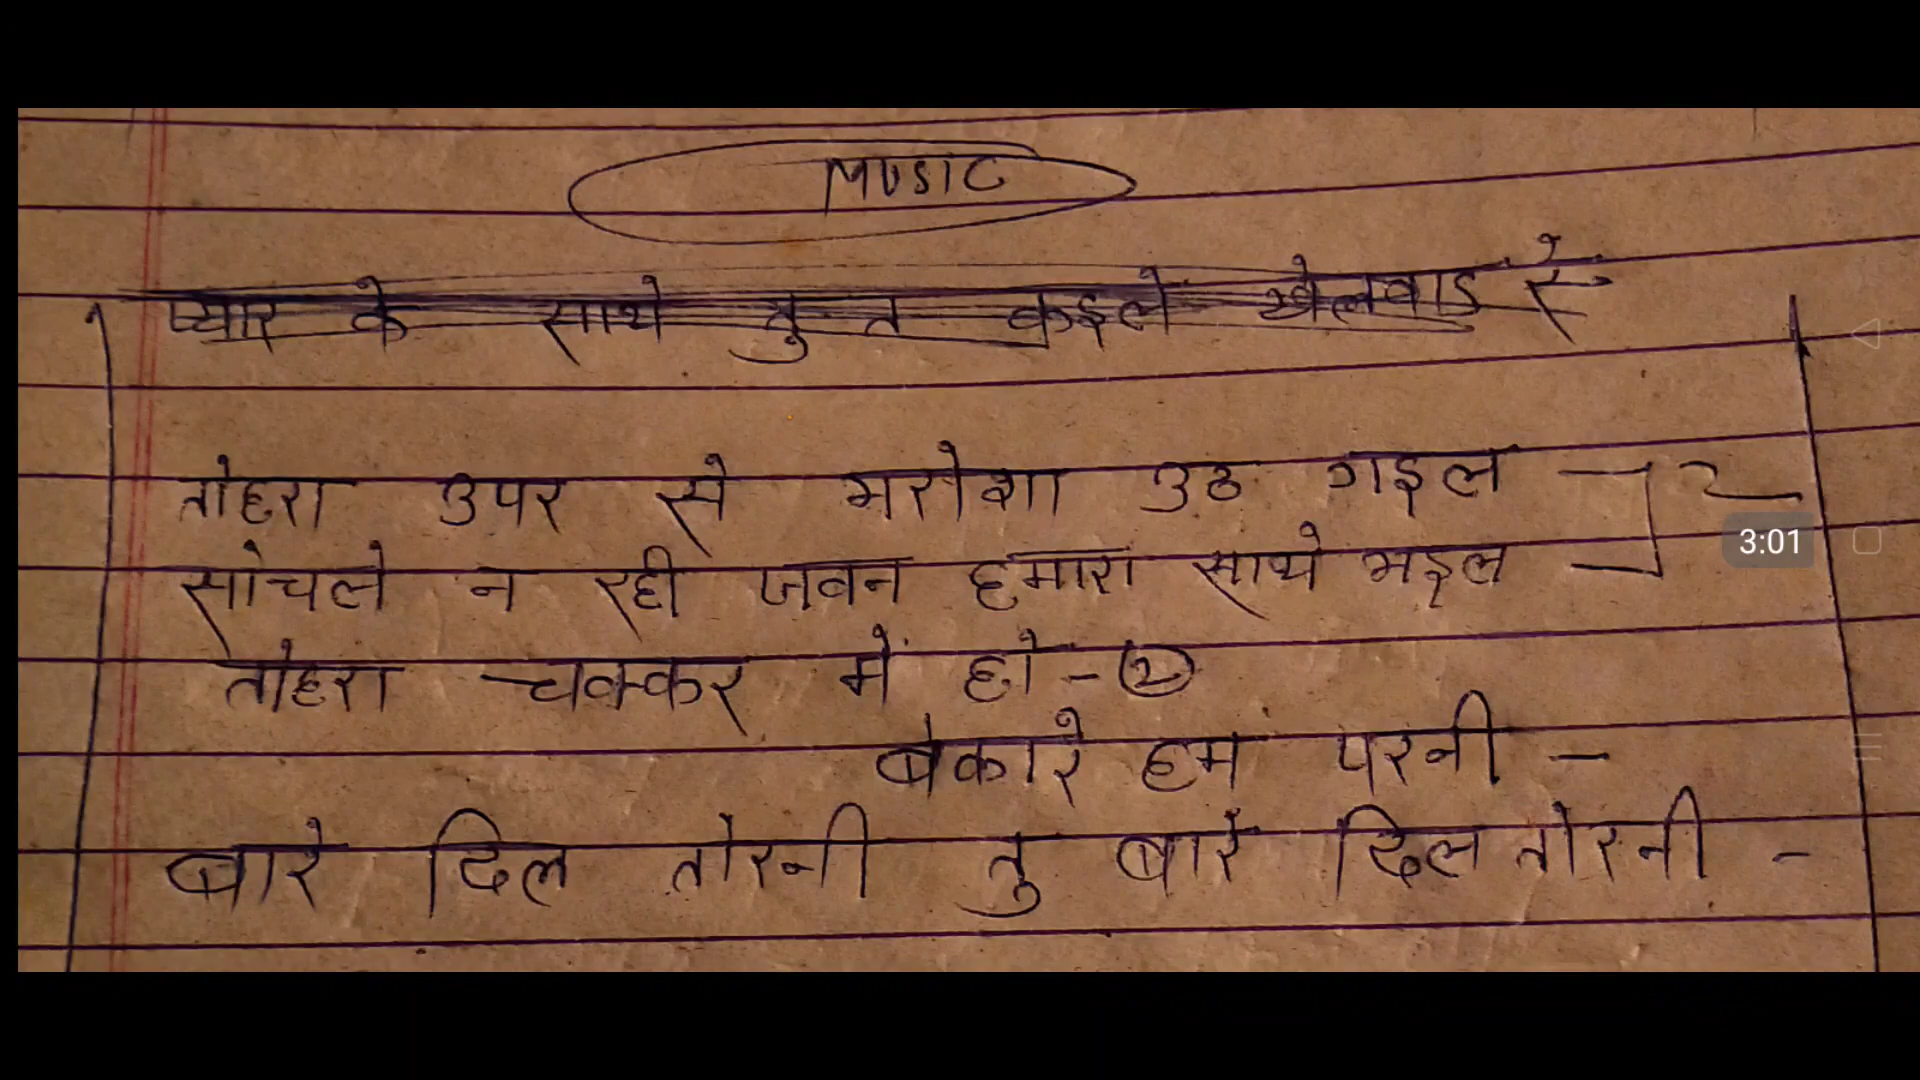 MUSIC
प्यार के साथे तु त कइले खेलवाड रे
तोहरा उपर से भरोशा उठ गइल - 2
सोचले न रही जवन हमारा साथे भइल -
तोहरा चक्कर में हो - 2
बेकारे हम परनी -
बारे दिल तोरनी तु बारे दिल तोरनी -
3:01